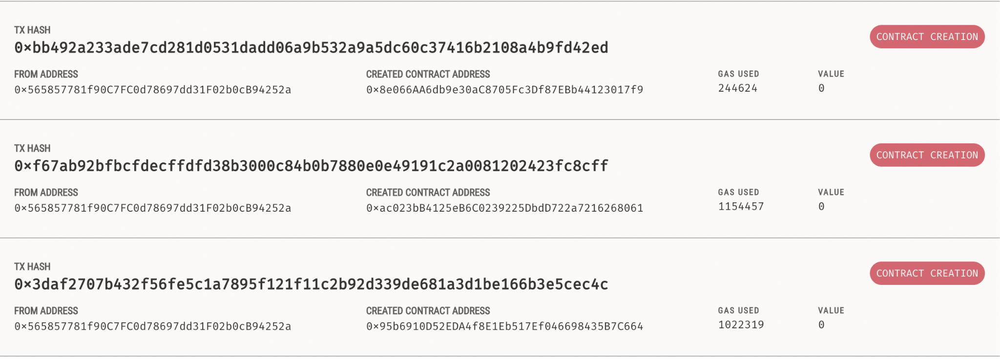 TX HASH
CONTRACT CREATION
0×bb492a233ade7cd281d0531dadd06a9b532a9a5dc60c37416b2108a4b9fd42ed
FROM ADDRESS CREATED CONTRACT ADDRESS GAS USED VALUE
0×565857781f90C7FC0d78697dd31F02b0cB94252a 0×8e066AA6db9e30aC8705Fc3Df87EBb44123017f9 244624 0
TX HASH
CONTRACT CREATION
0×f67ab92bfbcfdecffdfd38b3000c84b0b7880e0e49191c2a0081202423fc8cff
FROM ADDRESS CREATED CONTRACT ADDRESS GAS USED VALUE
0×565857781f90C7FC0d78697dd31F02b0cB94252a 0×ac023bB4125eB6C0239225DbdD722a7216268061 1154457 0
TX HASH
CONTRACT CREATION
0×3daf2707b432f56fe5c1a7895f121f11c2b92d339de681a3d1be166b3e5cec4c
FROM ADDRESS CREATED CONTRACT ADDRESS GAS USED VALUE
0×565857781f90C7FC0d78697dd31F02b0cB94252a 0×95b6910D52EDA4f8E1Eb517Ef046698435B7C664 1022319 0